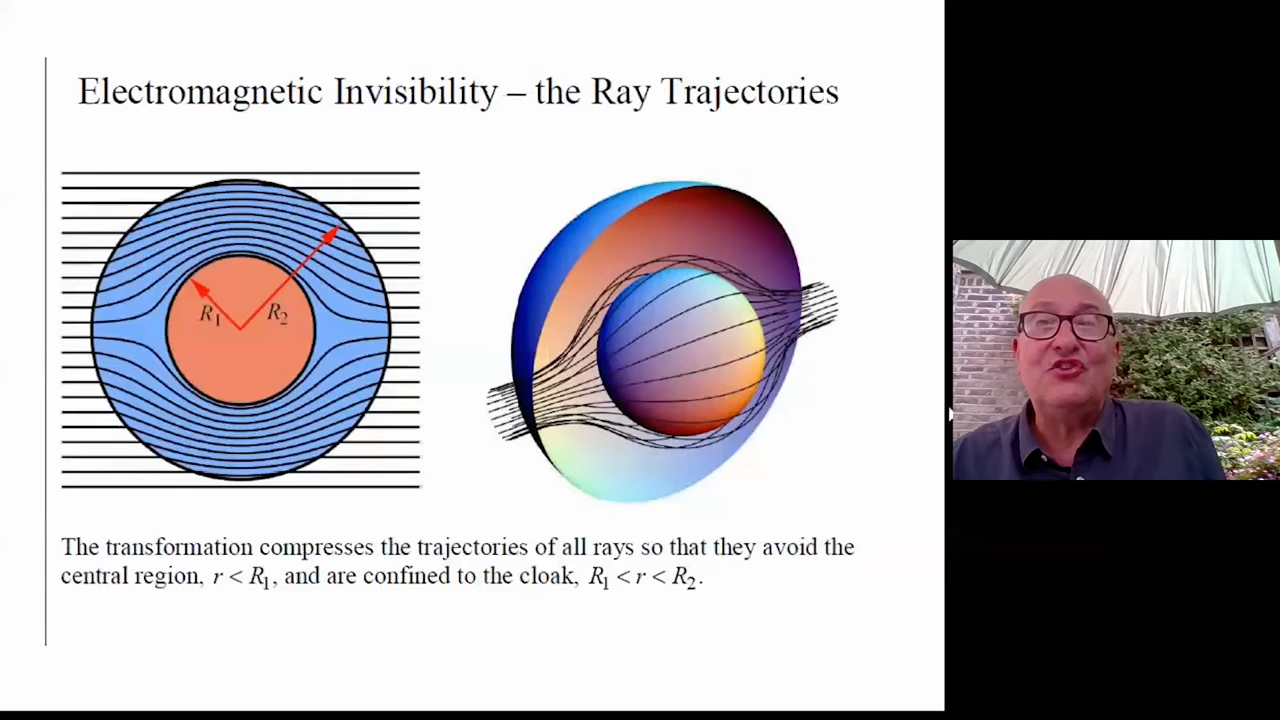 Electromagnetic Invisibility – the Ray Trajectories
R₁
R₂
The transformation compresses the trajectories of all rays so that they avoid the
central region, r < R₁, and are confined to the cloak, R₁ < r < R₂.